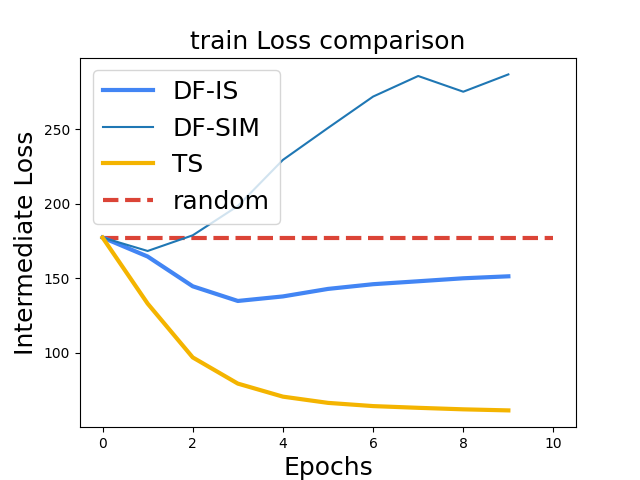 train Loss comparison
DF-IS
DF-SIM
TS
random
Intermediate Loss
250
200
150
100
0 2 4 6 8 10
Epochs